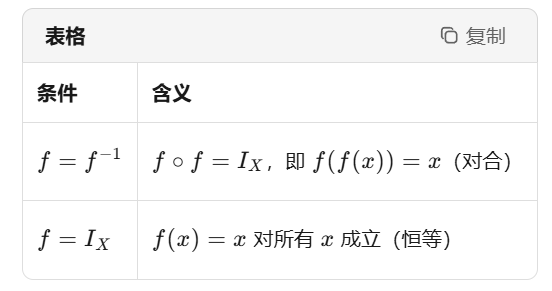 表格 复制
条件 含义
f = f⁻¹ f ∘ f = I_X，即 f(f(x)) = x（对合）
f = I_X f(x) = x 对所有 x 成立（恒等）